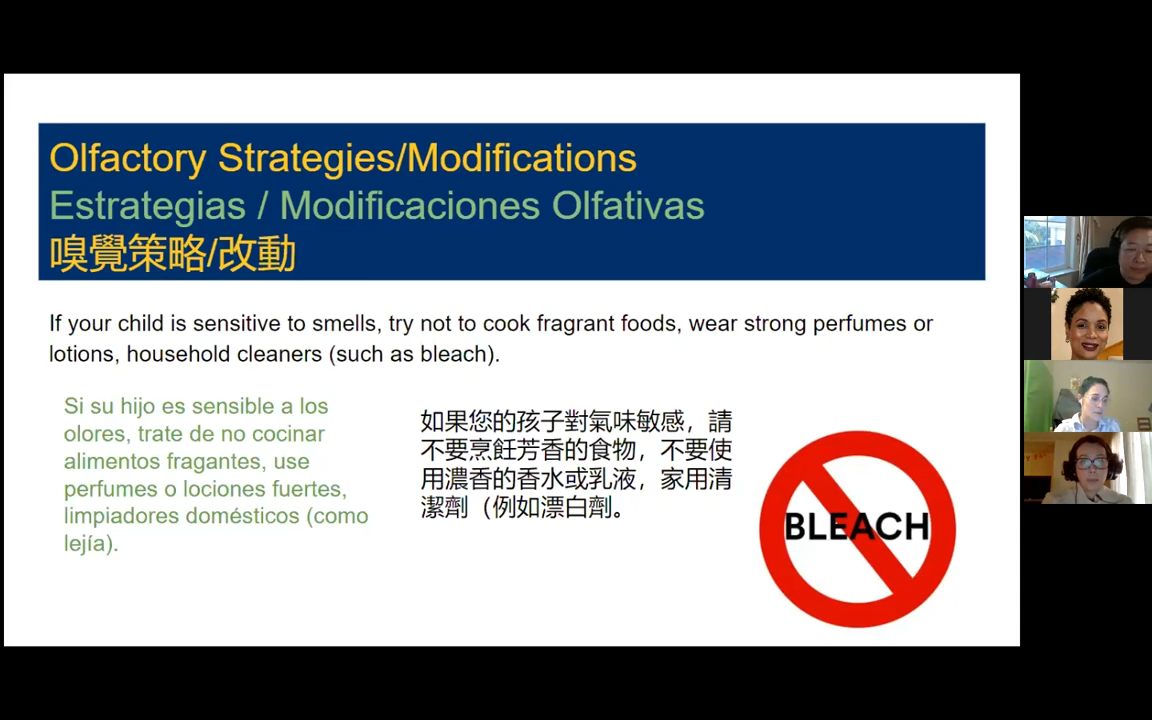 Olfactory Strategies/Modifications
Estrategias / Modificaciones Olfativas
嗅覺策略/改動
If your child is sensitive to smells, try not to cook fragrant foods, wear strong perfumes or
lotions, household cleaners (such as bleach).
Si su hijo es sensible a los
olores, trate de no cocinar
alimentos fragantes, use
perfumes o lociones fuertes,
limpiadores domésticos (como
lejía).
如果您的孩子對氣味敏感，請
不要烹飪芳香的食物，不要使
用濃香的香水或乳液，家用清
潔劑（例如漂白劑。
BLEACH